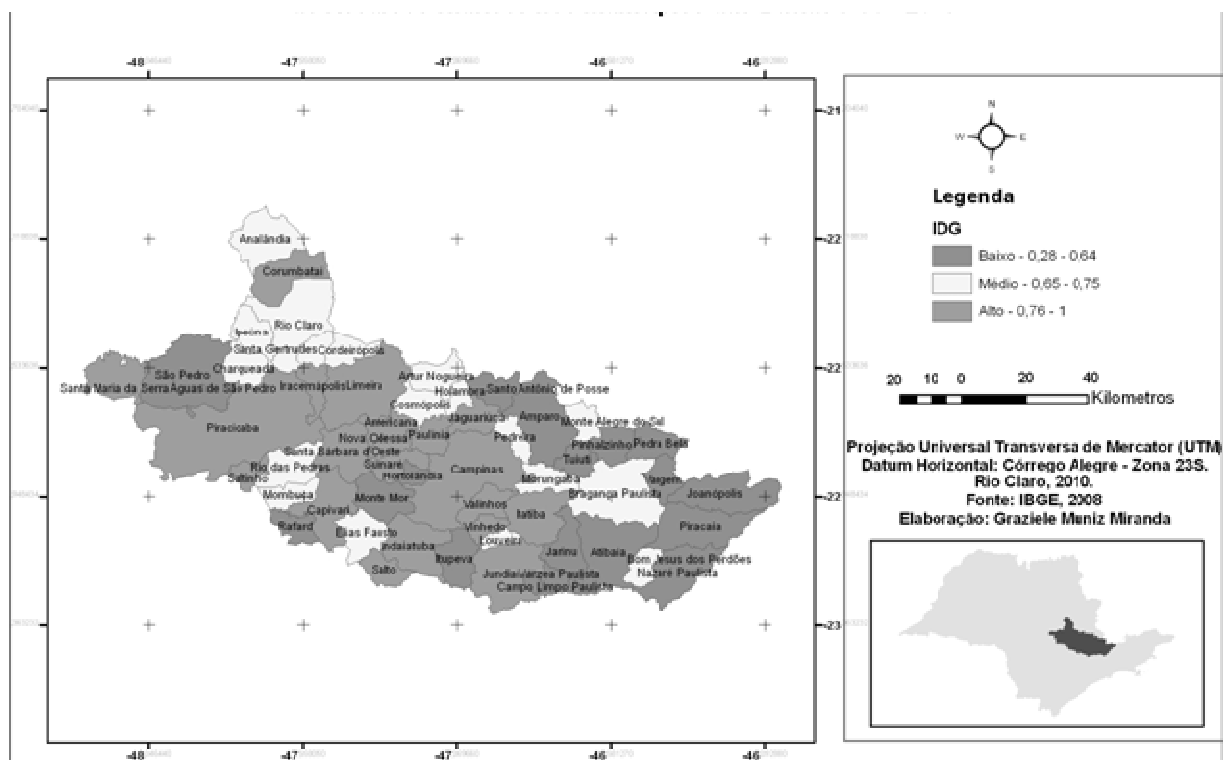 -48 -47 -47 -46 -46
-21
-22
-22
-22
-23
-48 -47 -47 -46 -46
Analândia
Corumbataí
Rio Claro
Santa Gertrudes
Cordeirópolis
Charqueada
São Pedro
Santa Maria da Serra
Águas de São Pedro
Iracemápolis
Limeira
Artur Nogueira
Holambra
Santo Antônio de Posse
Cosmópolis
Piracicaba
Americana
Jaguariuna
Amparo
Monte Alegre do Sul
Nova Odessa
Paulínia
Pedreira
Pinhalzinho
Pedra Bela
Santa Bárbara d'Oeste
Sumaré
Tuiuti
Rio das Pedras
Hortolândia
Campinas
Saltinho
Morungaba
Vargem
Mombuca
Monte Mor
Bragança Paulista
Joanópolis
Capivari
Valinhos
Itatiba
Rafard
Elias Fausto
Vinhedo
Piracaia
Louveira
Indaiatuba
Itupeva
Jarinu
Atibaia
Bom Jesus dos Perdões
Salto
Jundiaí
Várzea Paulista
Nazaré Paulista
Campo Limpo Paulista
N
W
E
S
Legenda
IDG
Baixo - 0,28 - 0,64
Médio - 0,65 - 0,75
Alto - 0,76 - 1
20 10 0 20 40
Kilometros
Projeção Universal Transversa de Mercator (UTM)
Datum Horizontal: Córrego Alegre - Zona 23S.
Rio Claro, 2010.
Fonte: IBGE, 2008
Elaboração: Graziele Muniz Miranda